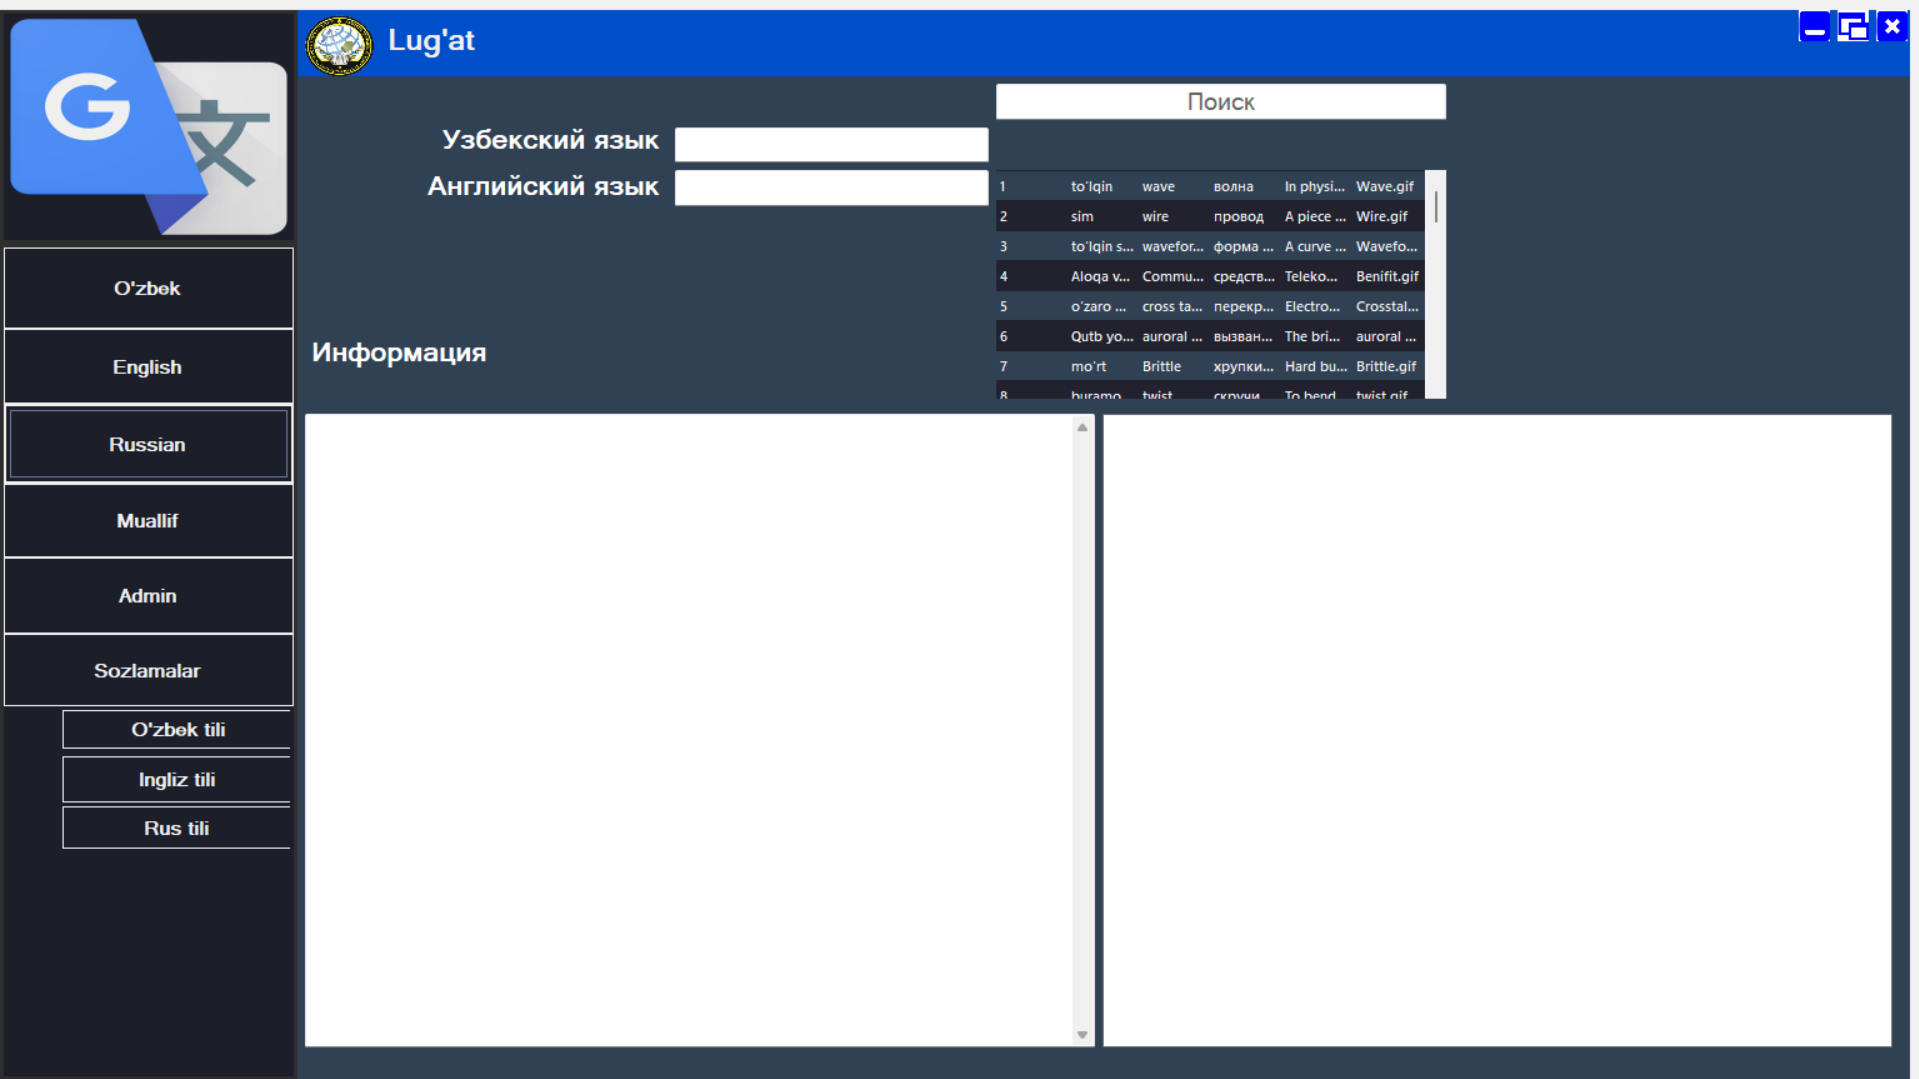 G 文
Lug'at
Поиск
Узбекский язык
Английский язык
1 to'lqin wave волна In physi... Wave.gif
2 sim wire провод A piece ... Wire.gif
3 to'lqin s... wavefor... форма ... A curve ... Wavefo...
4 Aloqa v... Commu... средств... Teleko... Benifit.gif
5 o'zaro ... cross ta... перекр... Electro... Crosstal...
6 Qutb yo... auroral ... вызван... The bri... auroral ...
7 mo'rt Brittle хрупки... Hard bu... Brittle.gif
8 buramo twist скручи To bend twist.gif
Информация
O'zbek
English
Russian
Muallif
Admin
Sozlamalar
O'zbek tili
Ingliz tili
Rus tili